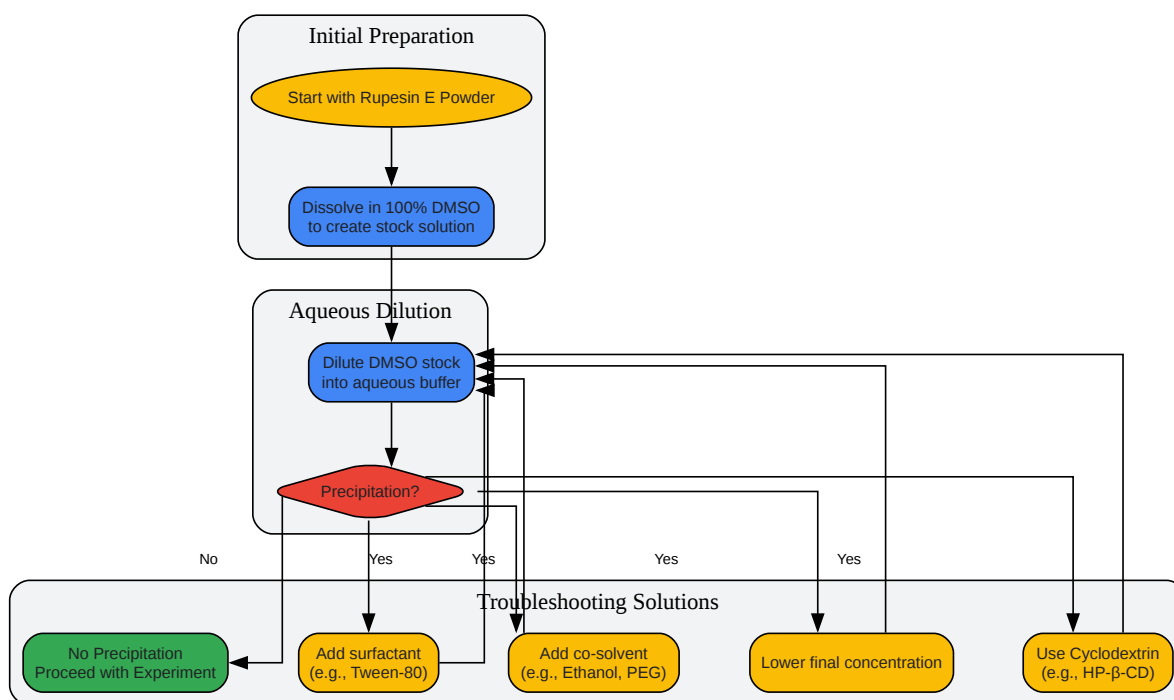 Initial Preparation
Start with Rupesin E Powder
Dissolve in 100% DMSO
to create stock solution
Aqueous Dilution
Dilute DMSO stock
into aqueous buffer
Precipitation?
No
Yes
Yes
Yes
Yes
Troubleshooting Solutions
No Precipitation
Proceed with Experiment
Add surfactant
(e.g., Tween-80)
Add co-solvent
(e.g., Ethanol, PEG)
Lower final concentration
Use Cyclodextrin
(e.g., HP-β-CD)